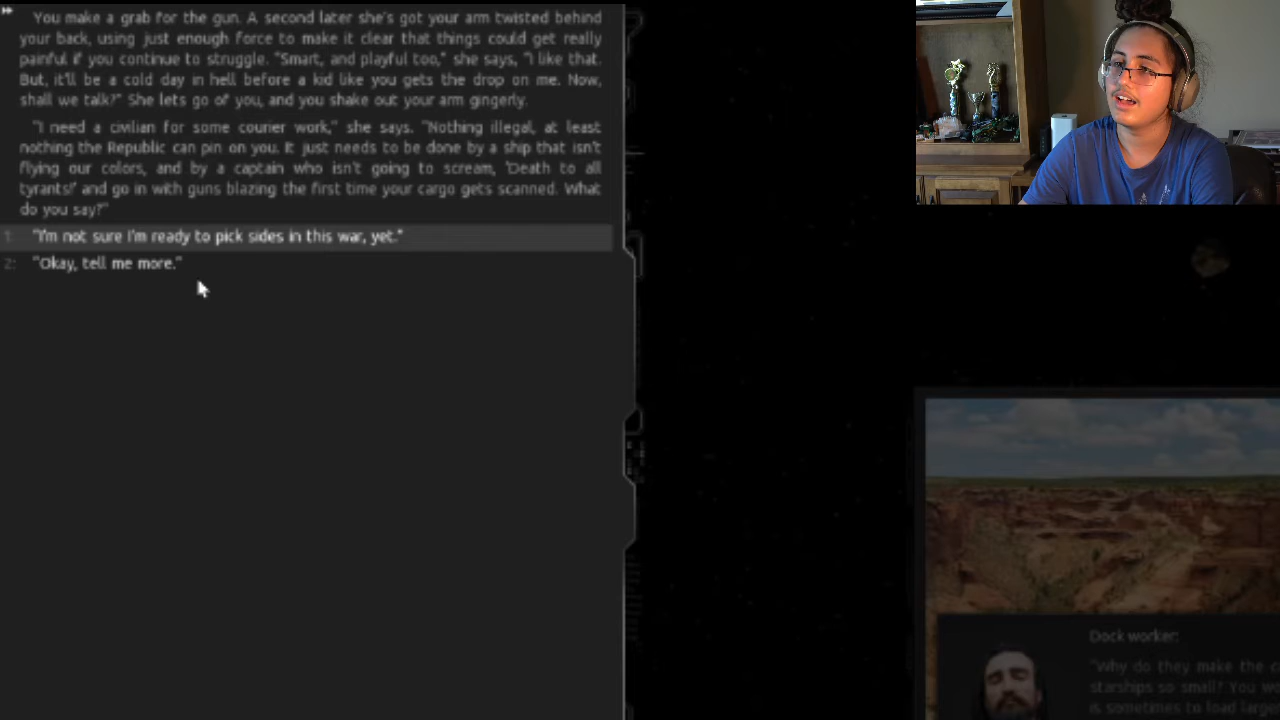 You make a grab for the gun. A second later she's got your arm twisted behind
your back, using just enough force to make it clear that things could get really
painful if you continue to struggle. "Smart, and playful too," she says, "I like that.
But, it'll be a cold day in hell before a kid like you gets the drop on me. Now,
shall we talk?" She lets go of you, and you shake out your arm gingerly.
"I need a civilian for some courier work," she says. "Nothing illegal, at least
nothing the Republic can pin on you. It just needs to be done by a ship that isn't
flying our colors, and by a captain who isn't going to scream, 'Death to all
tyrants!' and go in with guns blazing the first time your cargo gets scanned. What
do you say?"
1: "I'm not sure I'm ready to pick sides in this war, yet."
2: "Okay, tell me more."
Dock worker:
"Why do they make the
starships so small? You
is sometimes to load large